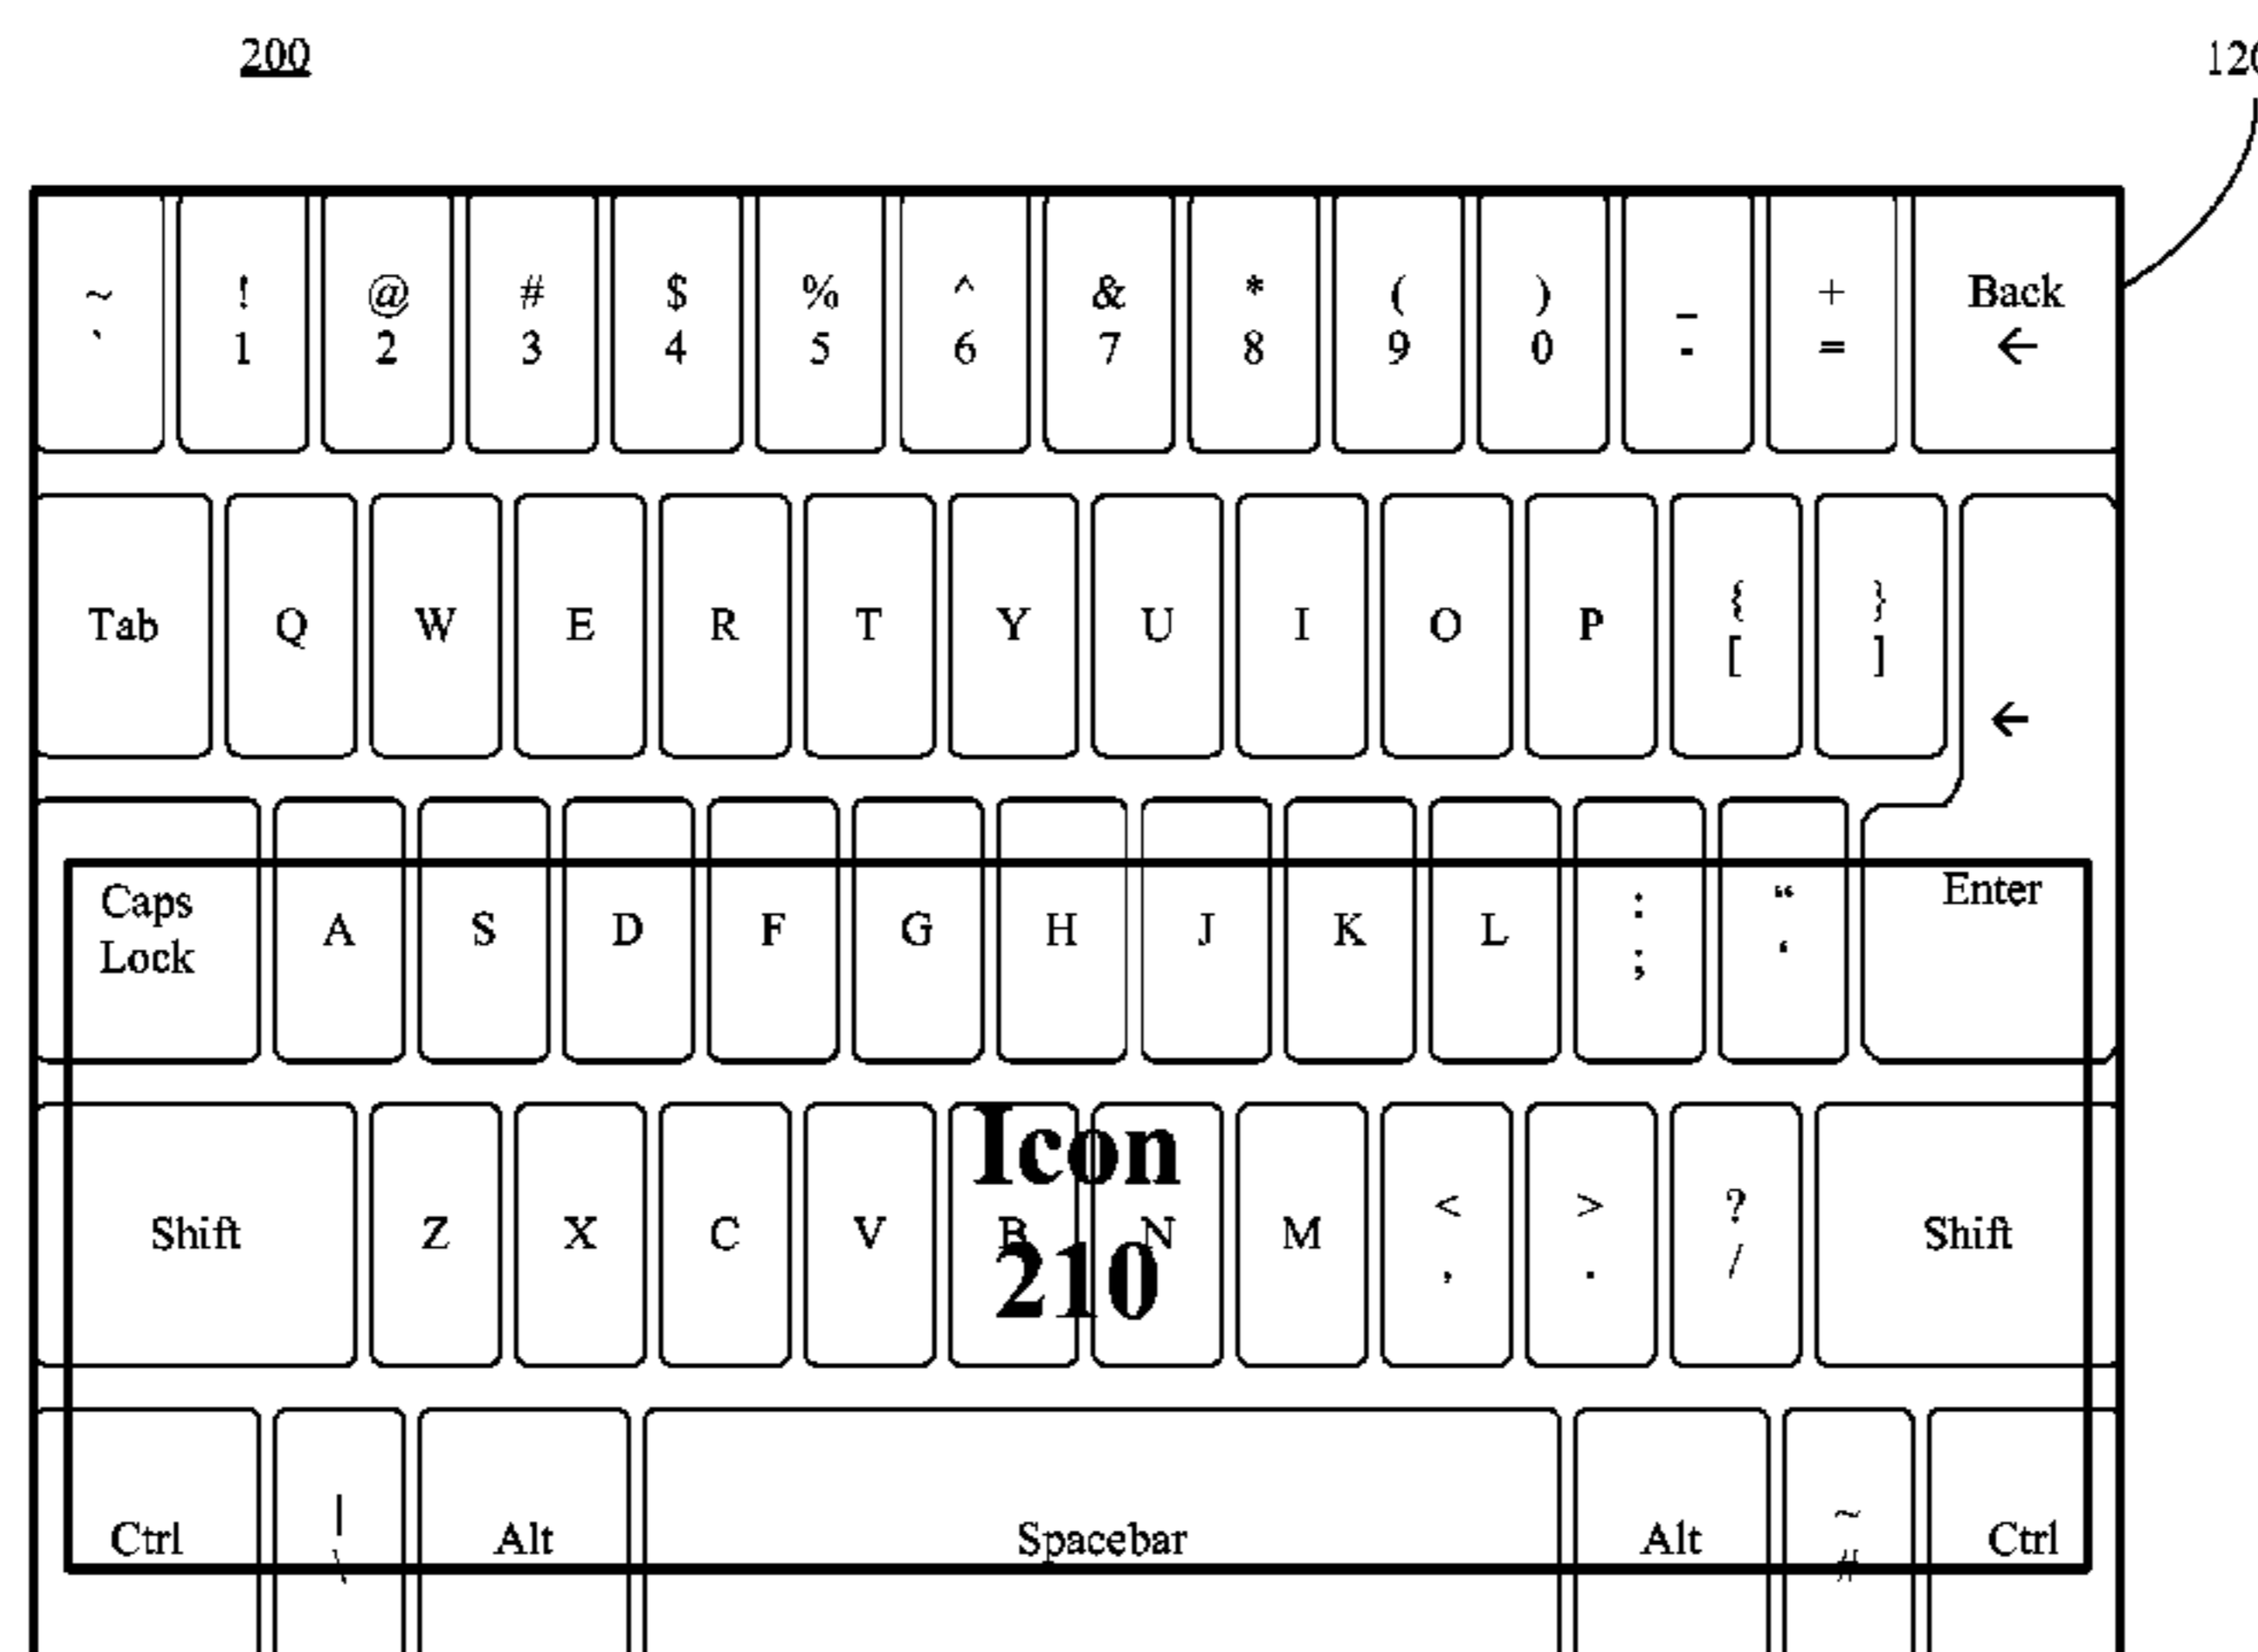 200
120
~ ! @ # $ % ^ & * ( ) _ + Back
` 1 2 3 4 5 6 7 8 9 0 - = ←
Tab Q W E R T Y U I O P { }
[ ]
←
Caps A S D F G H J K L : “ Enter
Lock ; ‘
Icon
Shift Z X C V B N M < > ? Shift
, . /
210
Ctrl | Alt Spacebar Alt ~ Ctrl
\ #